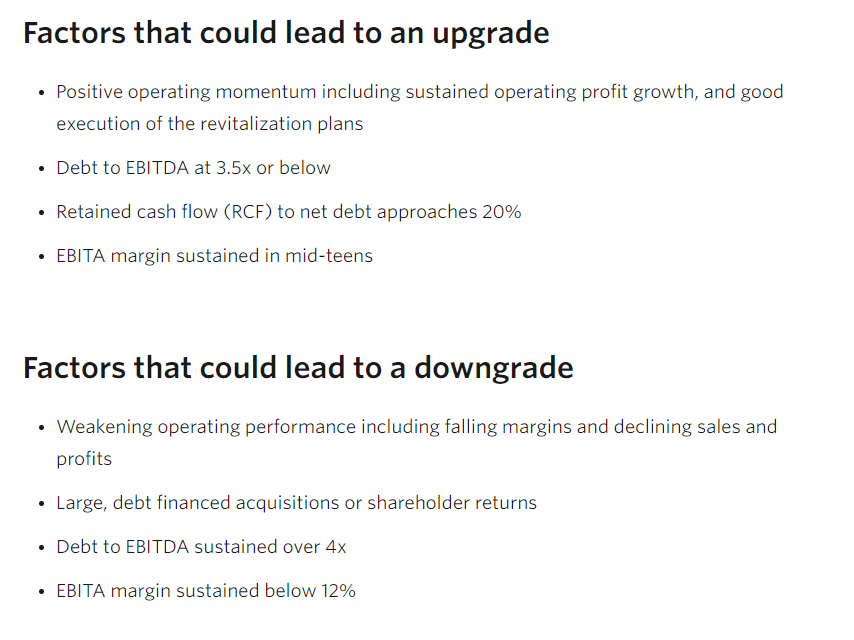 Factors that could lead to an upgrade
• Positive operating momentum including sustained operating profit growth, and good
execution of the revitalization plans
• Debt to EBITDA at 3.5x or below
• Retained cash flow (RCF) to net debt approaches 20%
• EBITA margin sustained in mid-teens
Factors that could lead to a downgrade
• Weakening operating performance including falling margins and declining sales and
profits
• Large, debt financed acquisitions or shareholder returns
• Debt to EBITDA sustained over 4x
• EBITA margin sustained below 12%